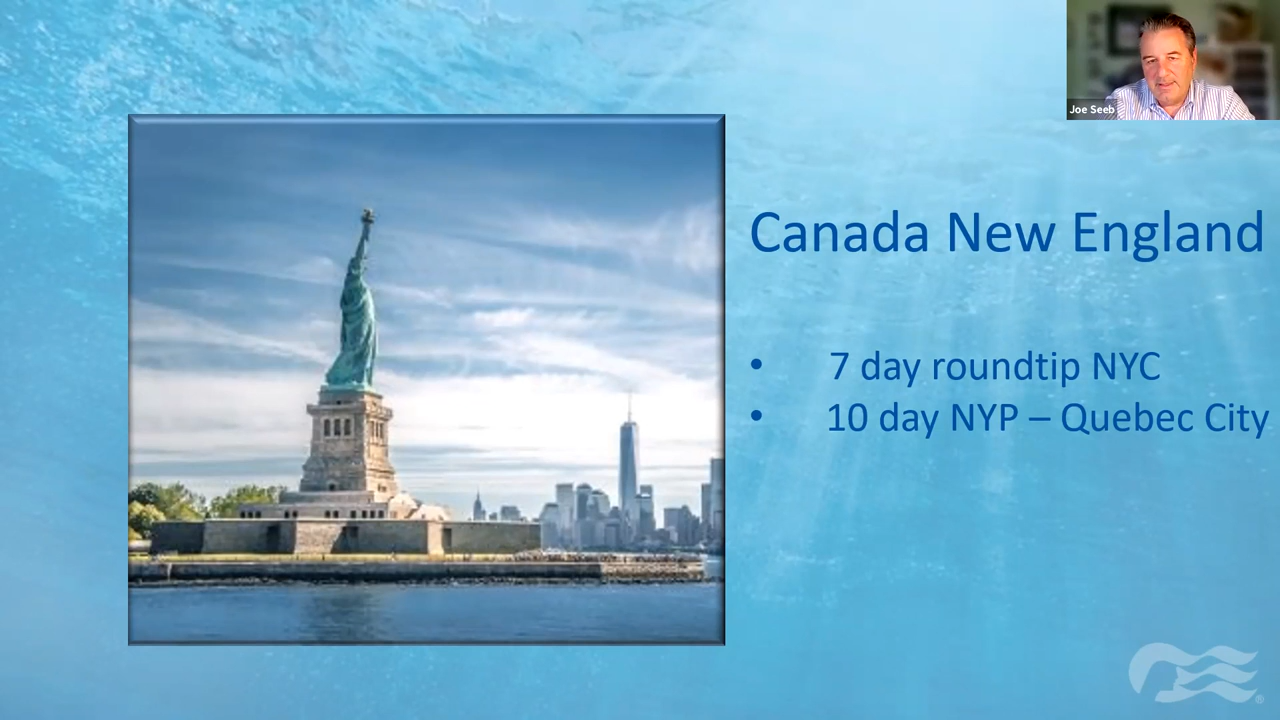 Joe Seeb
Canada New England
• 7 day roundtip NYC
• 10 day NYP – Quebec City
®